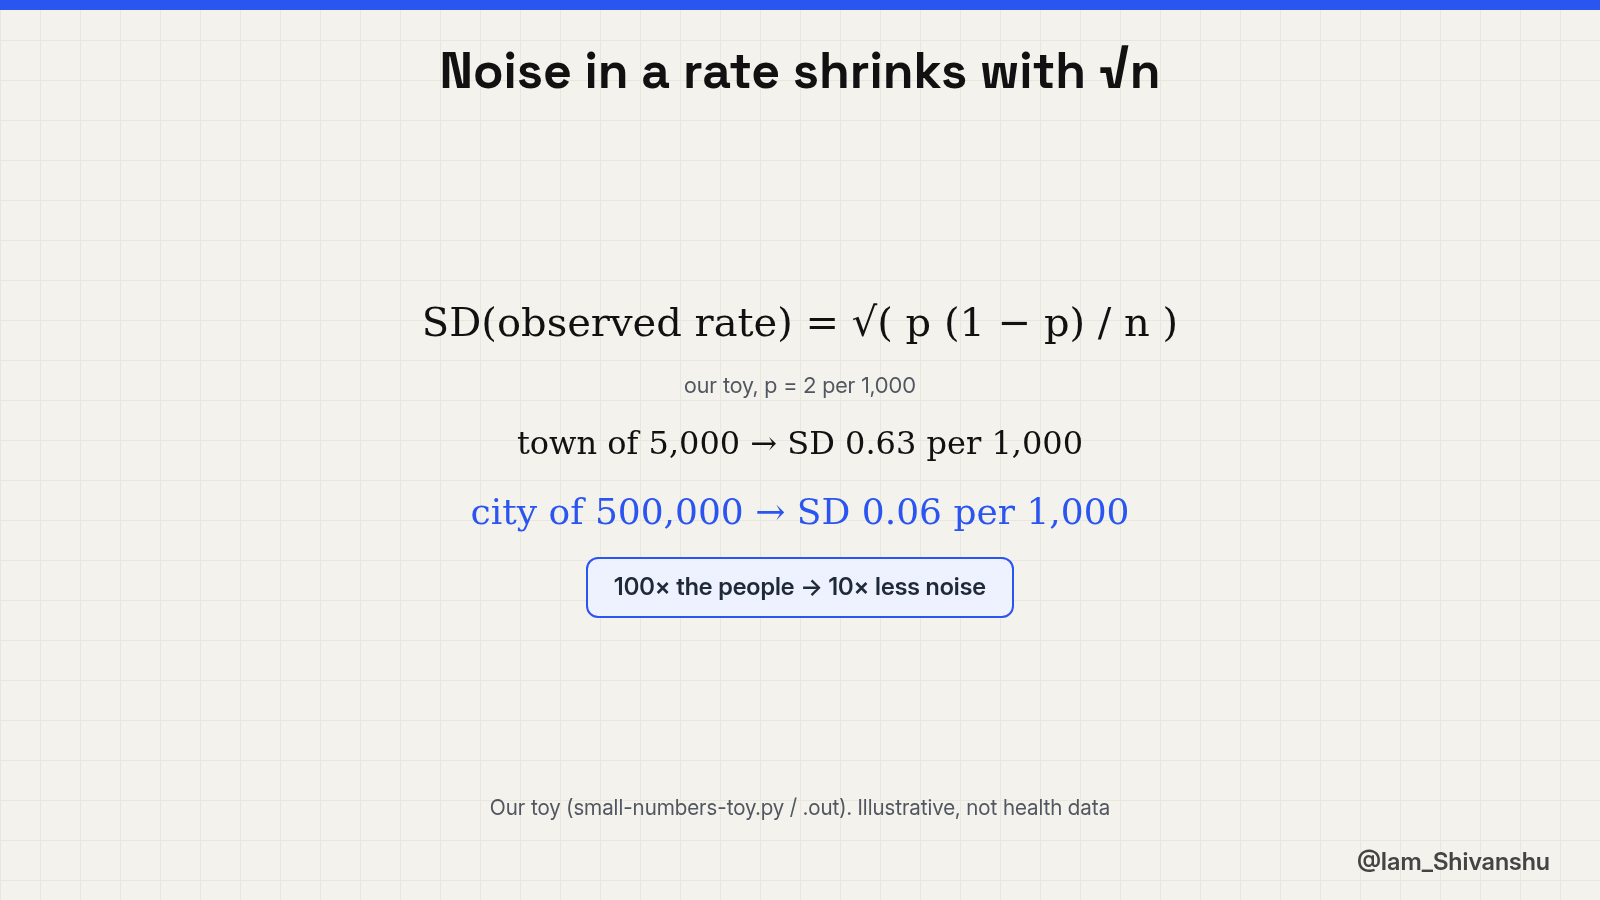 Noise in a rate shrinks with √n
SD(observed rate) = √( p (1 − p) / n )
our toy, p = 2 per 1,000
town of 5,000 → SD 0.63 per 1,000
city of 500,000 → SD 0.06 per 1,000
100× the people → 10× less noise
Our toy (small-numbers-toy.py / .out). Illustrative, not health data
@Iam_Shivanshu